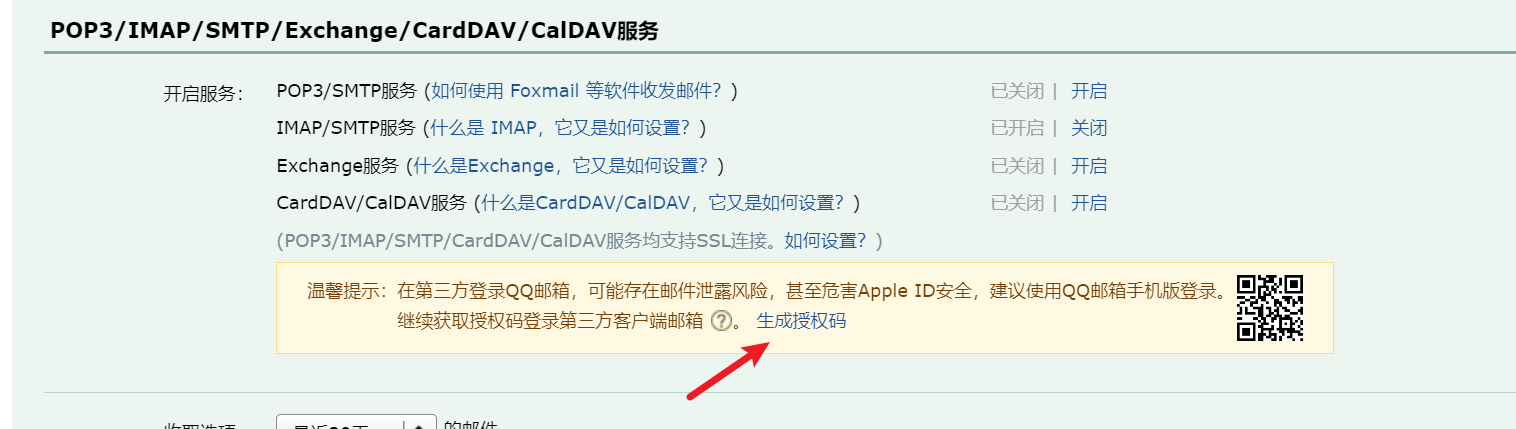 POP3/IMAP/SMTP/Exchange/CardDAV/CalDAV服务
开启服务： POP3/SMTP服务 (如何使用 Foxmail 等软件收发邮件？) 已关闭 | 开启
IMAP/SMTP服务 (什么是 IMAP，它又是如何设置？) 已开启 | 关闭
Exchange服务 (什么是Exchange，它又是如何设置？) 已关闭 | 开启
CardDAV/CalDAV服务 (什么是CardDAV/CalDAV，它又是如何设置？) 已关闭 | 开启
(POP3/IMAP/SMTP/CardDAV/CalDAV服务均支持SSL连接。如何设置？)
温馨提示：在第三方登录QQ邮箱，可能存在邮件泄露风险，甚至危害Apple ID安全，建议使用QQ邮箱手机版登录。
继续获取授权码登录第三方客户端邮箱 ?。 生成授权码
收取选项 最近30天 的邮件